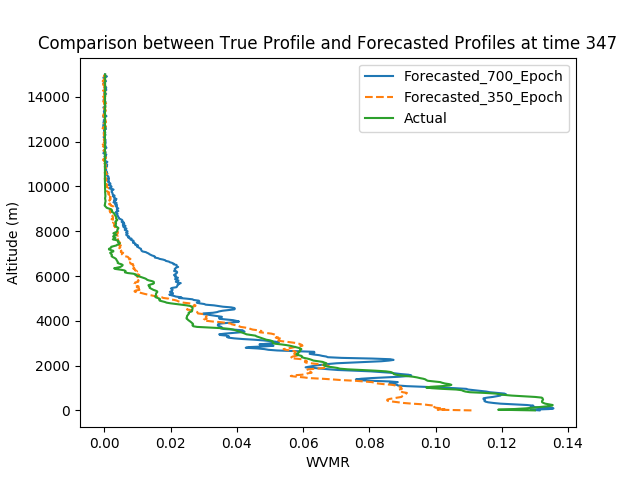 Comparison between True Profile and Forecasted Profiles at time 347
Forecasted_700_Epoch
Forecasted_350_Epoch
Actual
Altitude (m)
14000
12000
10000
8000
6000
4000
2000
0
0.00 0.02 0.04 0.06 0.08 0.10 0.12 0.14
WVMR